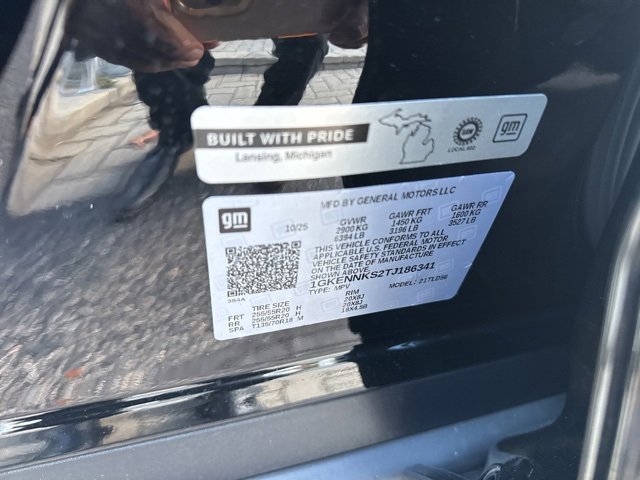 BUILT WITH PRIDE
Lansing, Michigan
UAW
LOCAL 602
gm
MFD BY GENERAL MOTORS LLC
gm
10/25
GVWR GAWR FRT GAWR RR
2900 KG 1450 KG 1600 KG
6394 LB 3196 LB 3527 LB
THIS VEHICLE CONFORMS TO ALL
APPLICABLE U.S. FEDERAL MOTOR
VEHICLE SAFETY STANDARDS IN EFFECT
ON THE DATE OF MANUFACTURE
SHOWN ABOVE.
1GKENNKS2TJ186341
TYPE: MPV MODEL:
TIRE SIZE RIM
FRT 255/55R20 H 20X8J
RR 255/55R20 H 20X8J
SPA T135/70R18 M 18X4.5B